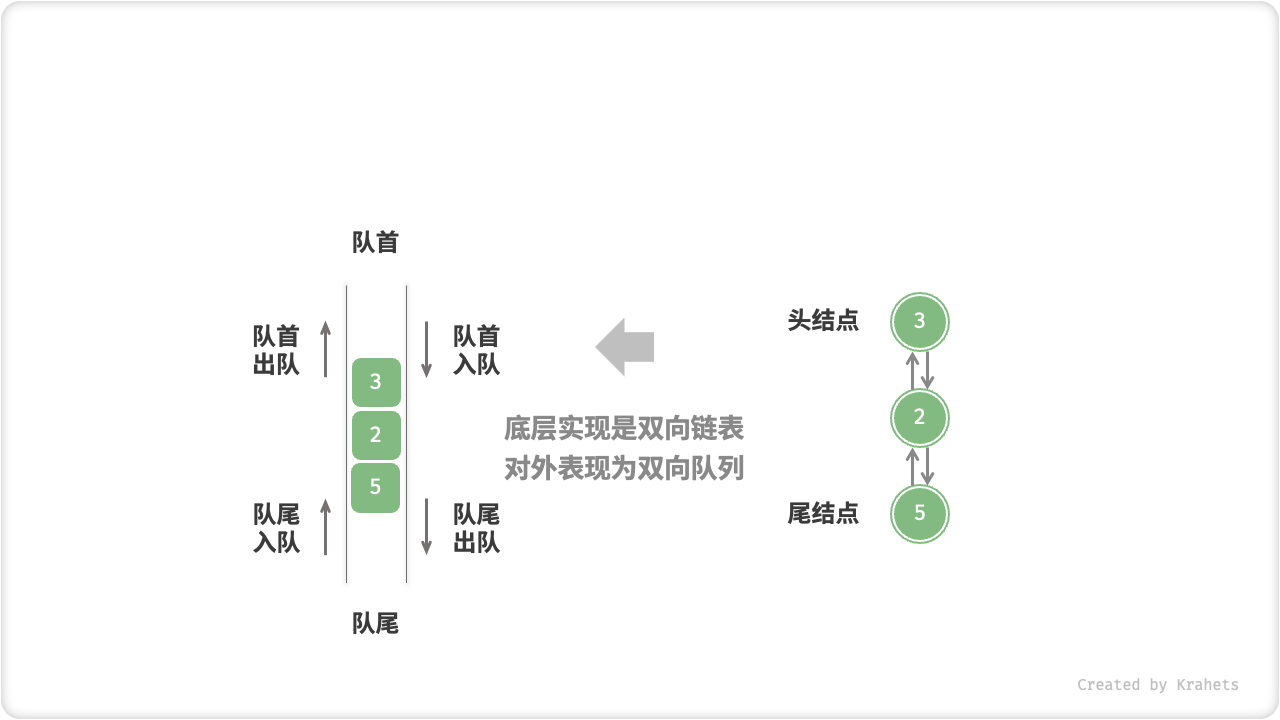 队首
队首
出队
队首
入队
3
2
5
队尾
入队
队尾
出队
队尾
底层实现是双向链表
对外表现为双向队列
头结点
3
2
尾结点
5
Created by Krahets